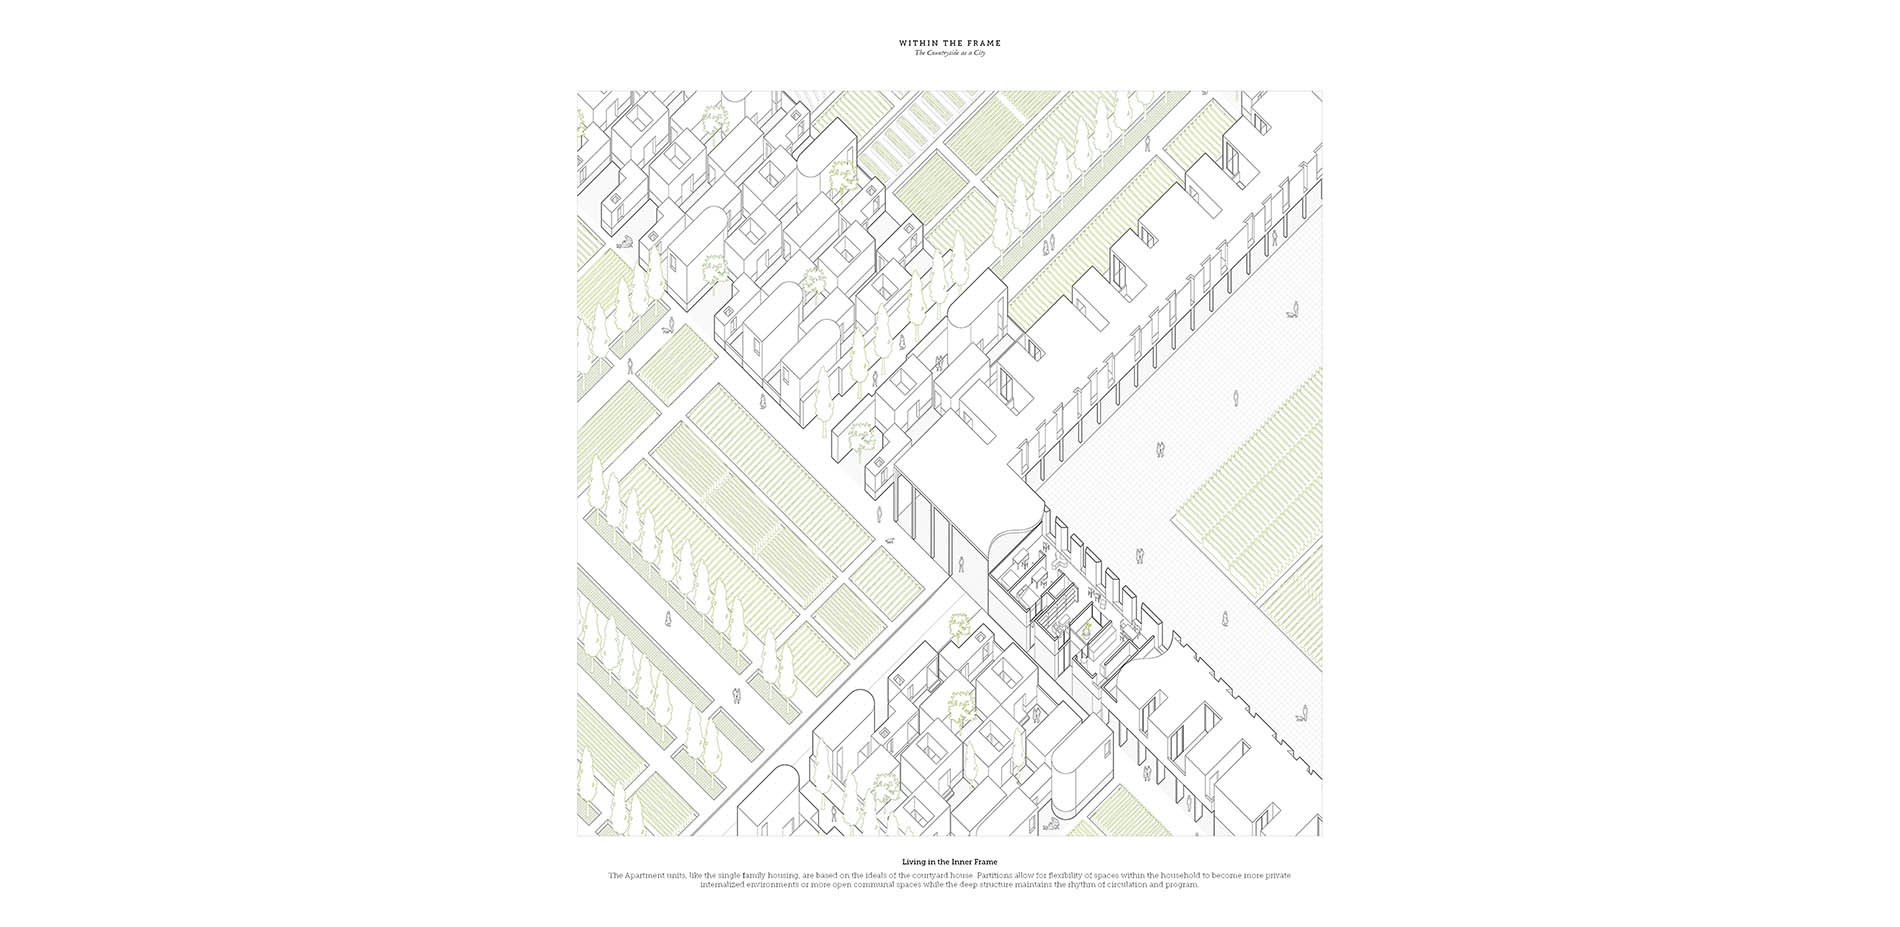 WITHIN THE FRAME
The Countryside as a City
Living in the Inner Frame
The Apartment units, like the single family housing, are based on the ideals of the courtyard house. Partitions allow for flexibility of spaces within the household to become more private
internalized environments or more open communal spaces while the deep structure maintains the rhythm of circulation and program.